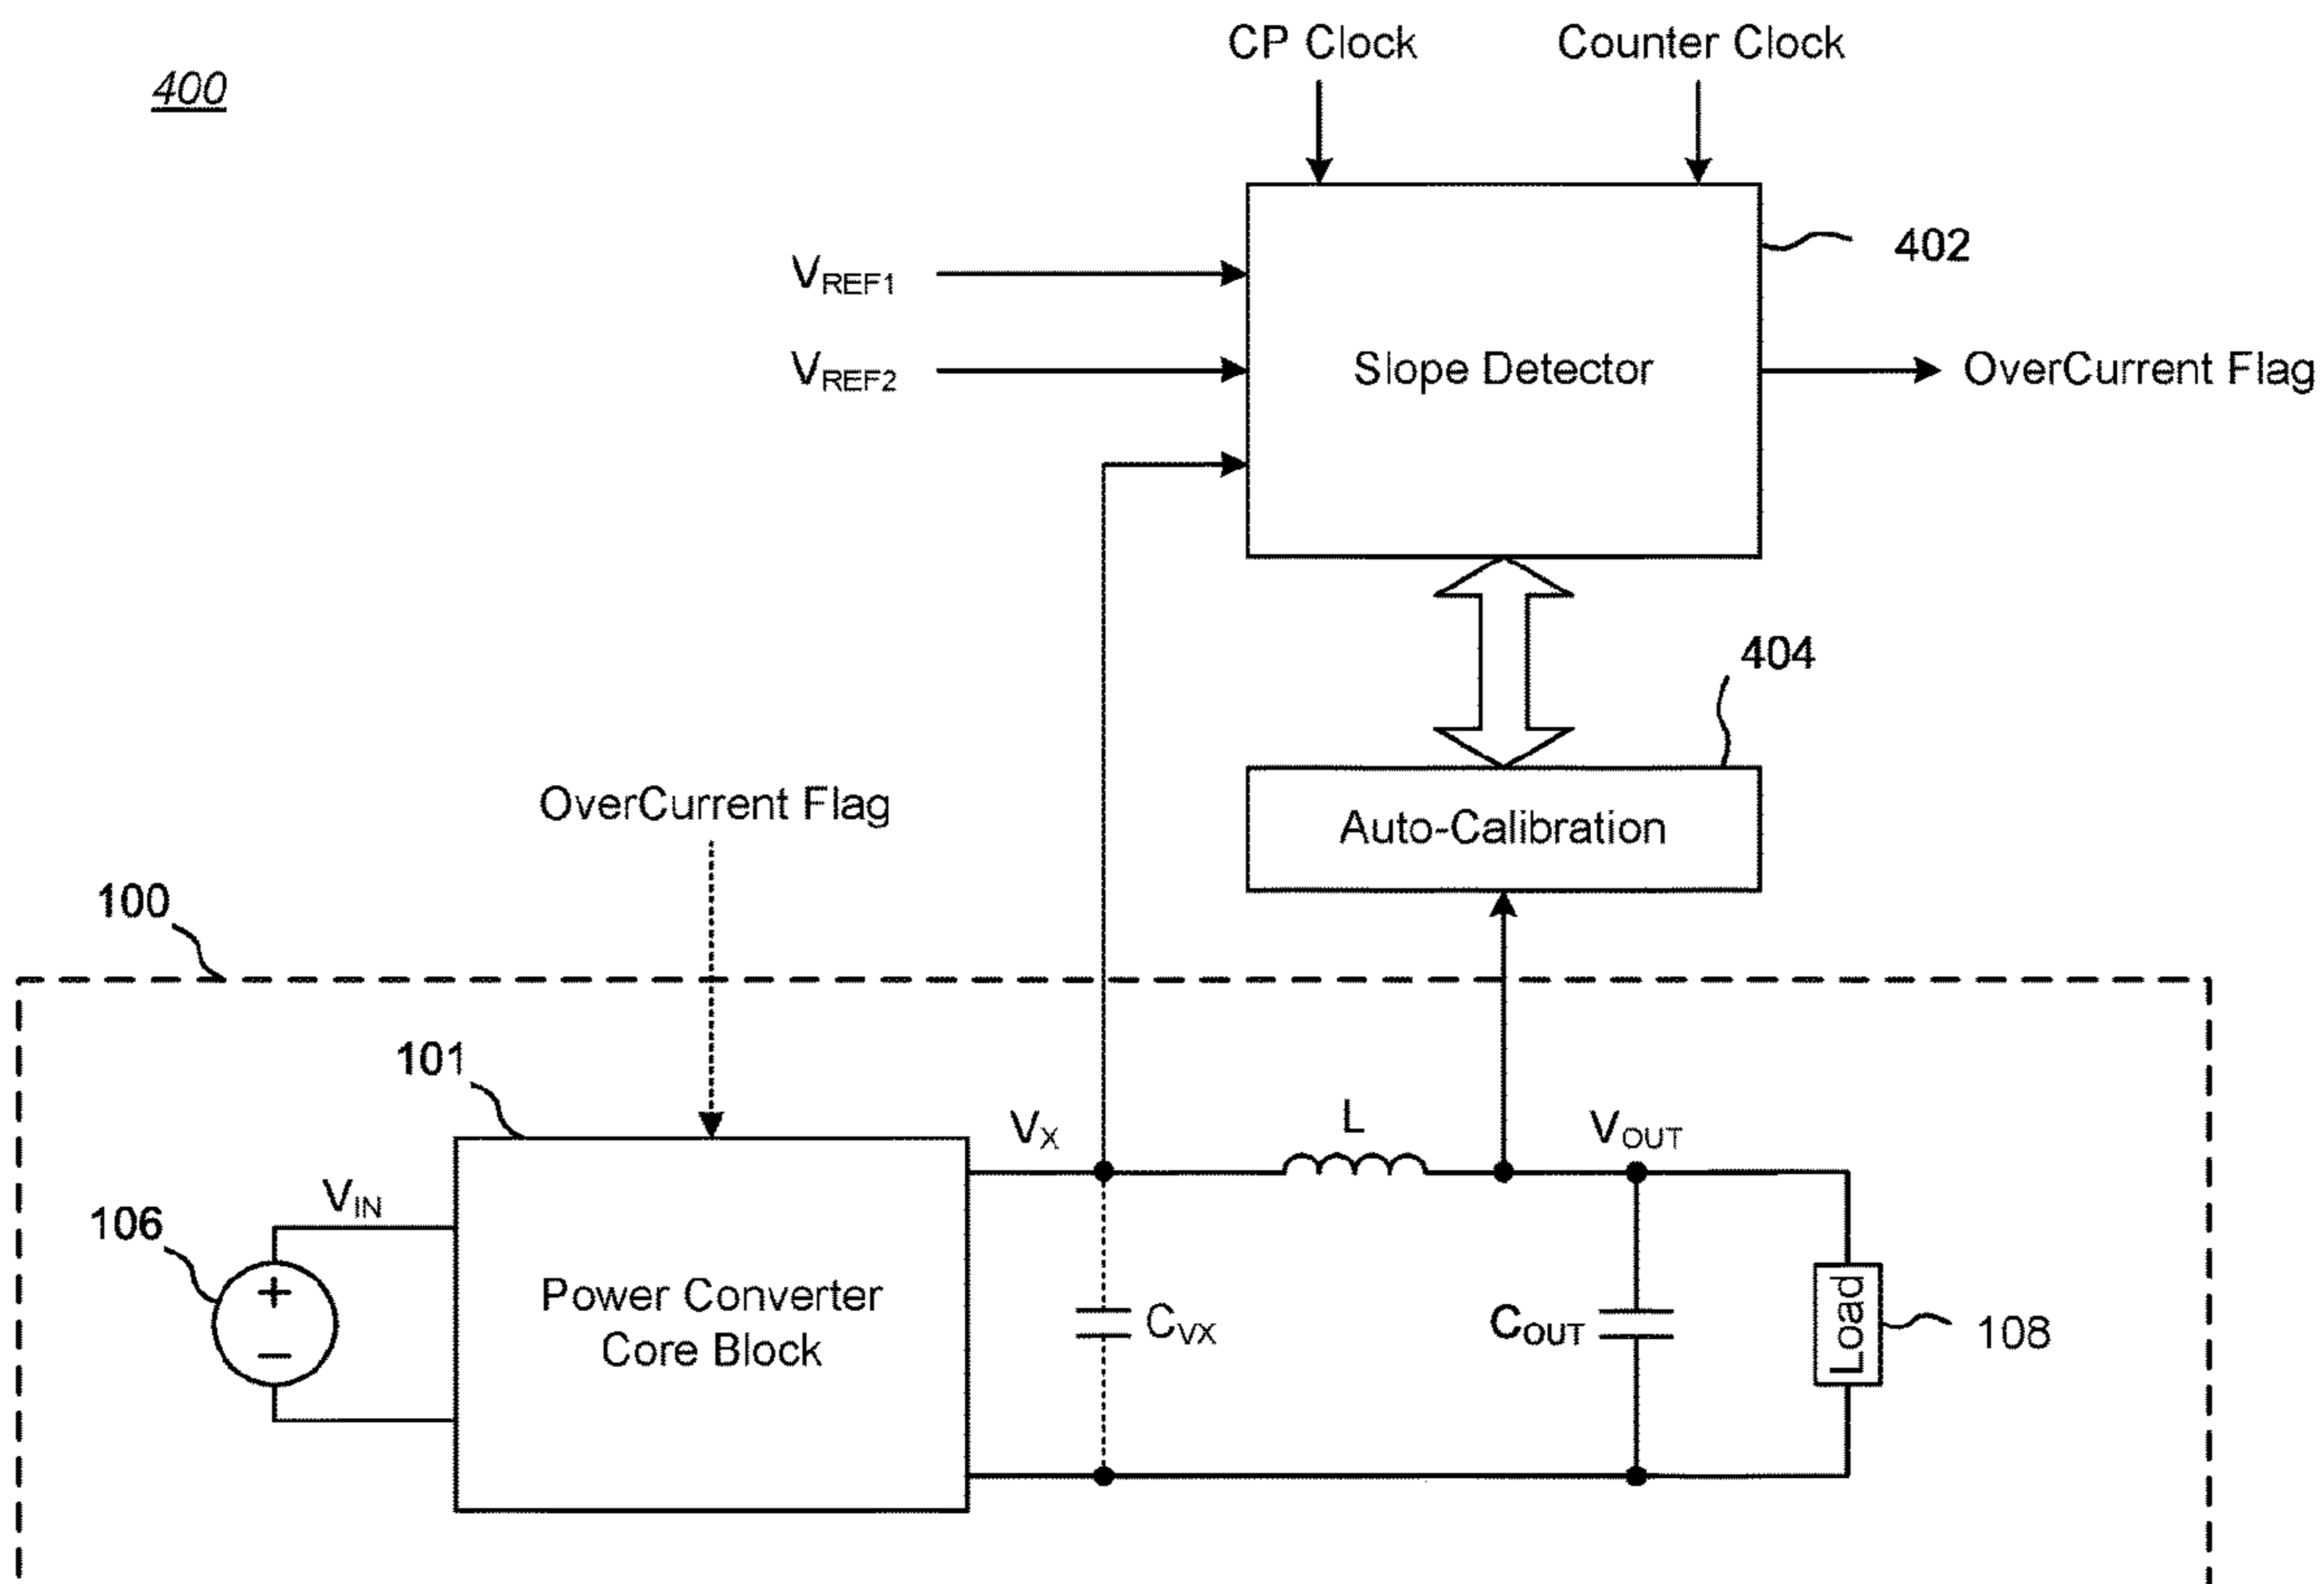 CP Clock
Counter Clock
400
402
VREF1
VREF2
Slope Detector
OverCurrent Flag
404
OverCurrent Flag
Auto-Calibration
100
101
VX
L
VOUT
VIN
106
+
−
Power Converter
Core Block
CVX
COUT
Load
108